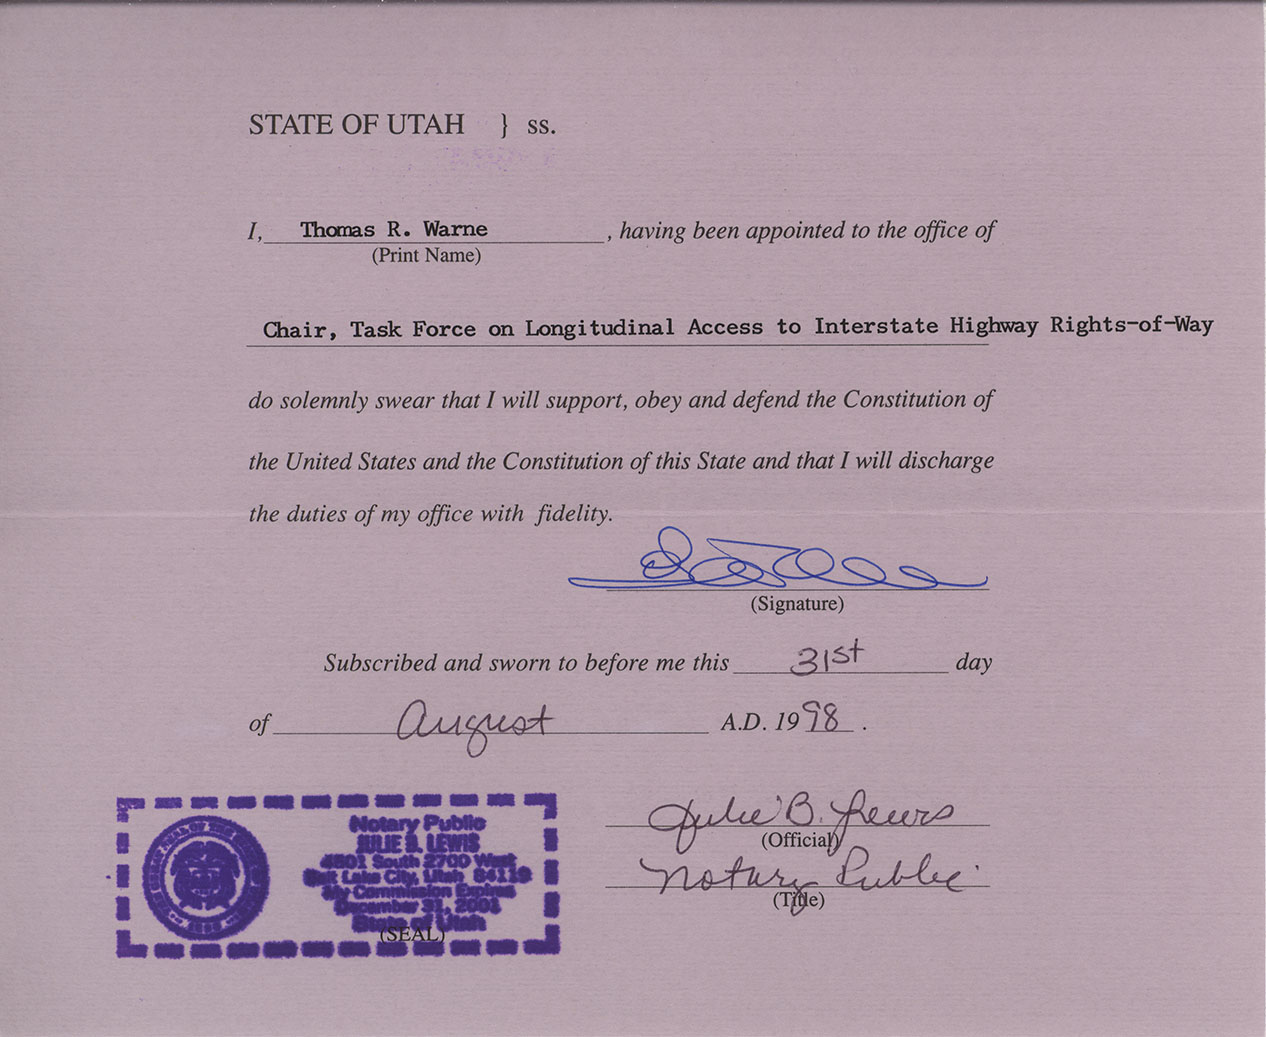 STATE OF UTAH } ss.
I, Thomas R. Warne , having been appointed to the office of
(Print Name)
Chair, Task Force on Longitudinal Access to Interstate Highway Rights-of-Way
do solemnly swear that I will support, obey and defend the Constitution of
the United States and the Constitution of this State and that I will discharge
the duties of my office with fidelity.
(Signature)
Subscribed and sworn to before me this 31st day
of August A.D. 1998.
Julie B. Lewis
(Official)
Notary Public
(Title)
Notary Public
JULIE B. LEWIS
4501 South 2700 West
Salt Lake City, Utah 84119
My Commission Expires
December 31, 2001
State of Utah
(SEAL)